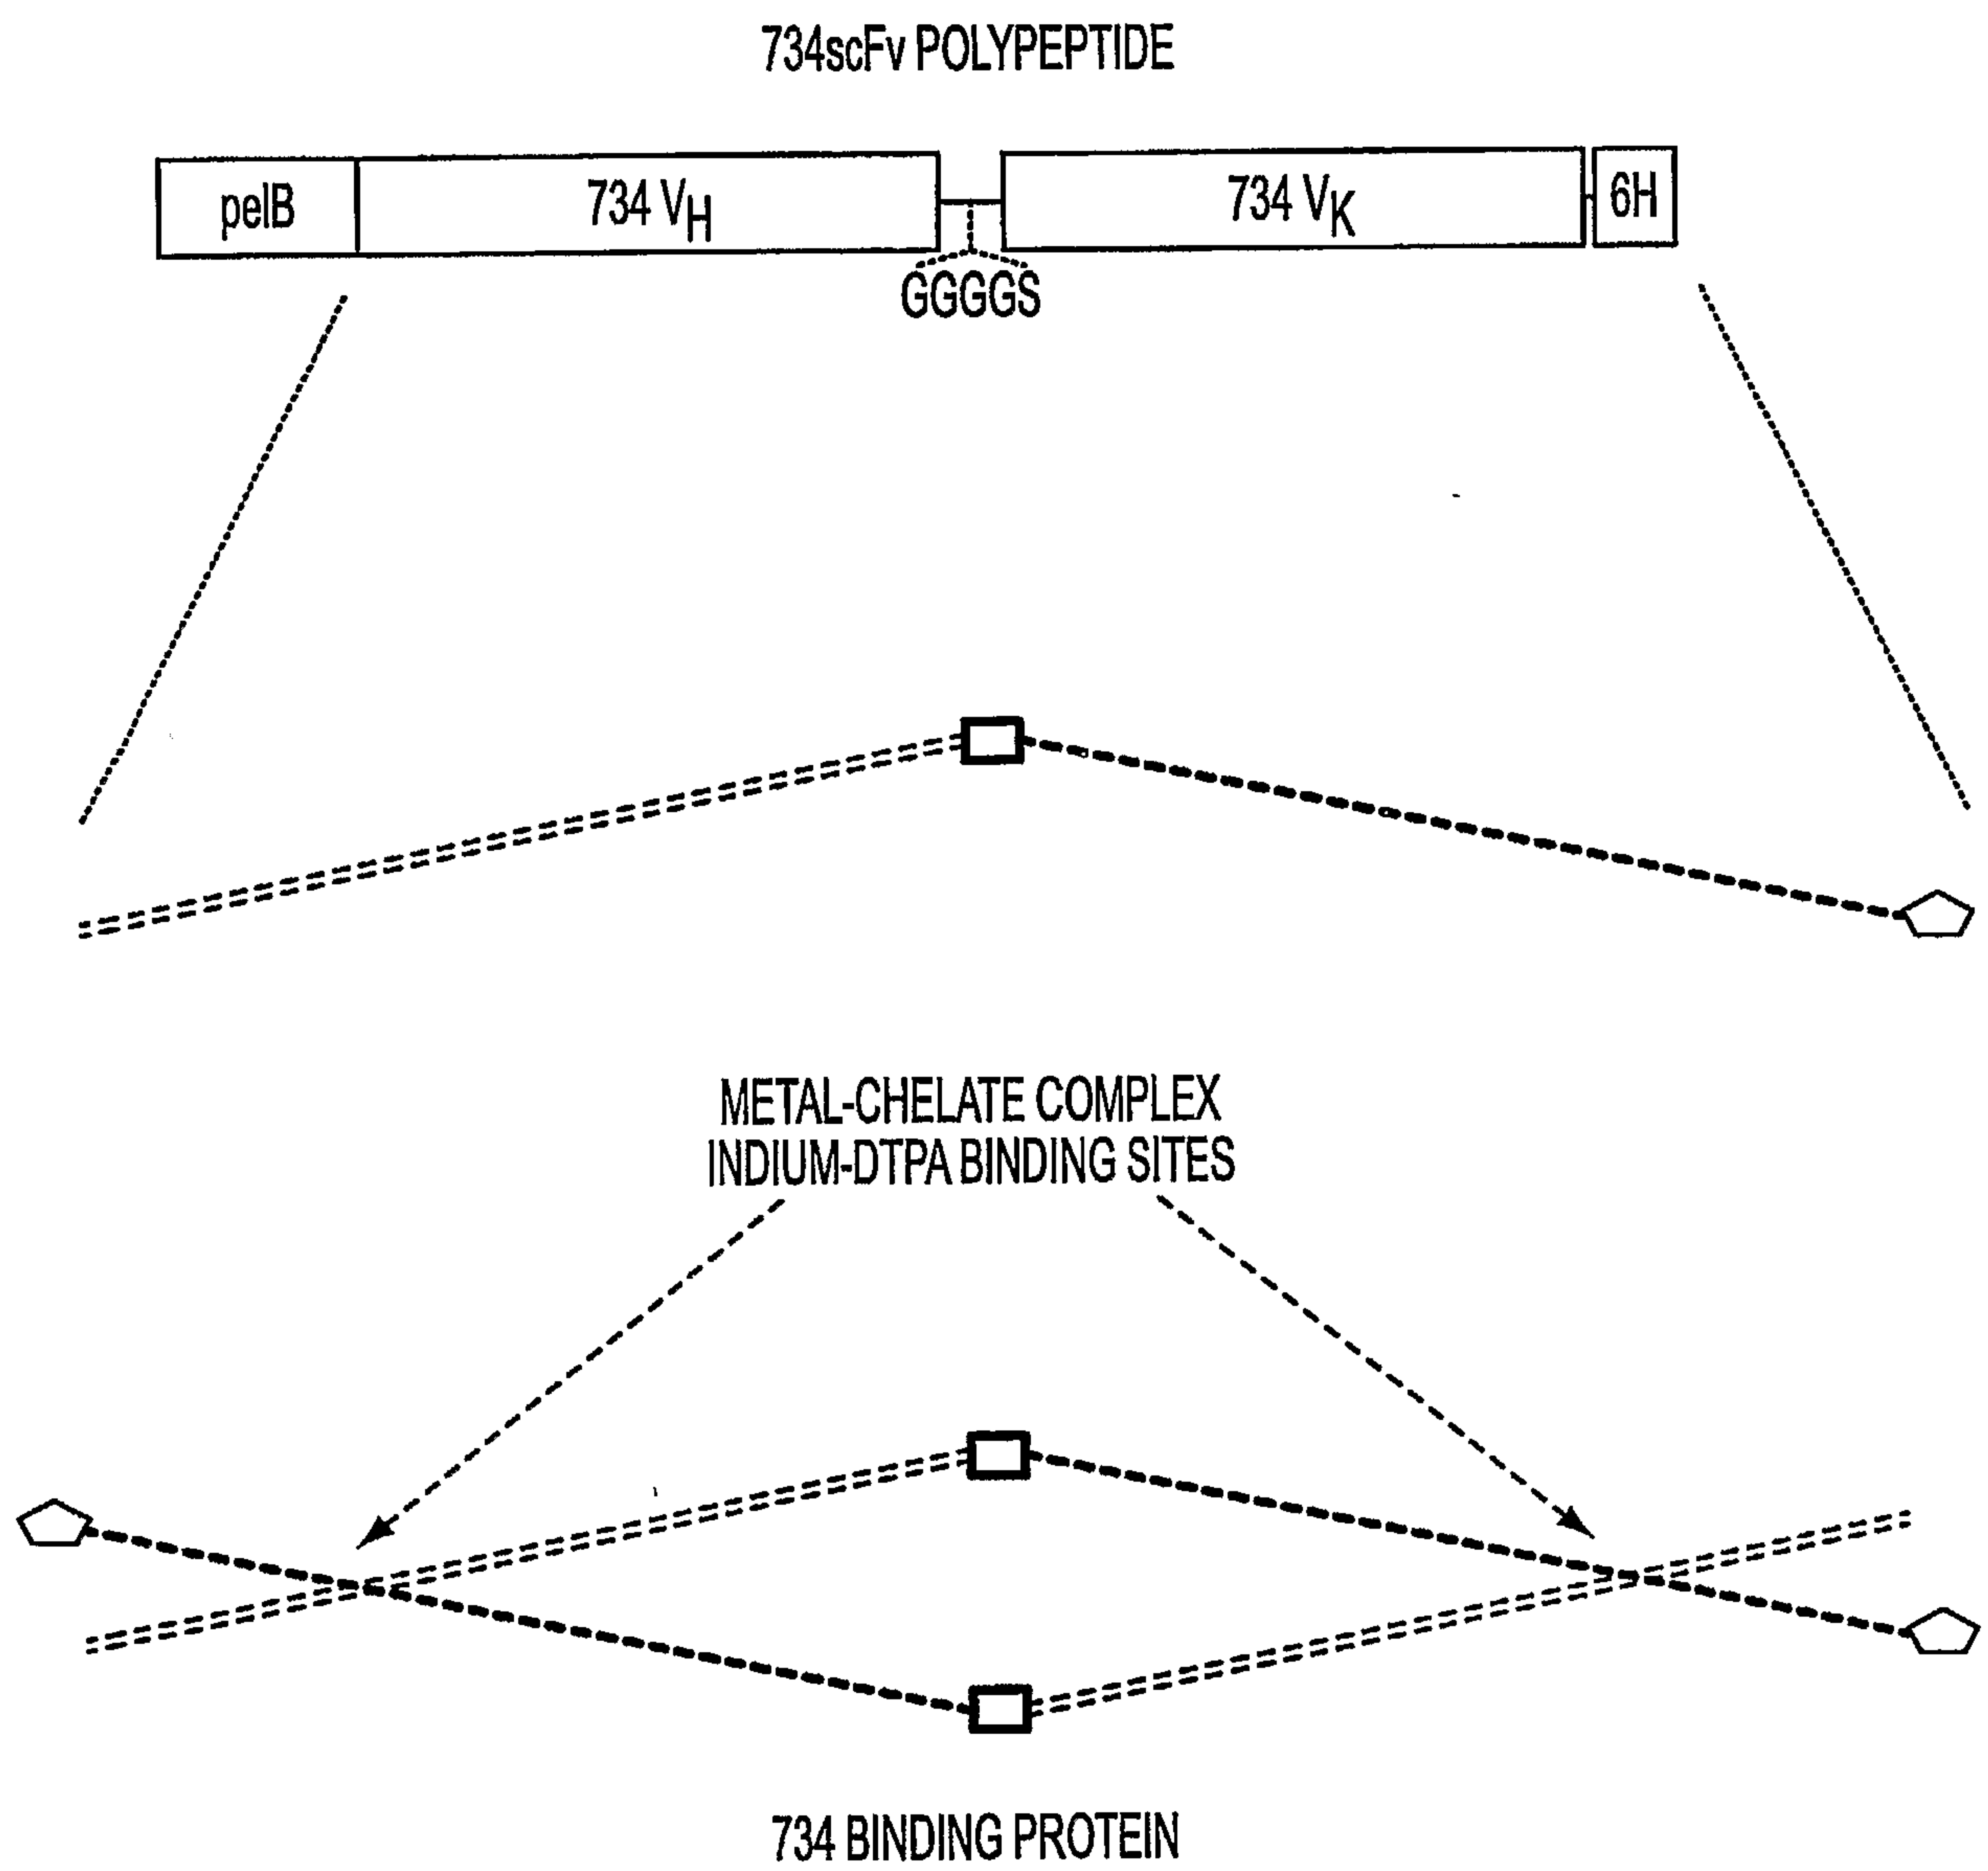 734scFv POLYPEPTIDE
pelB 734 VH 734 VK 6H
GGGGS
METAL-CHELATE COMPLEX
INDIUM-DTPA BINDING SITES
734 BINDING PROTEIN